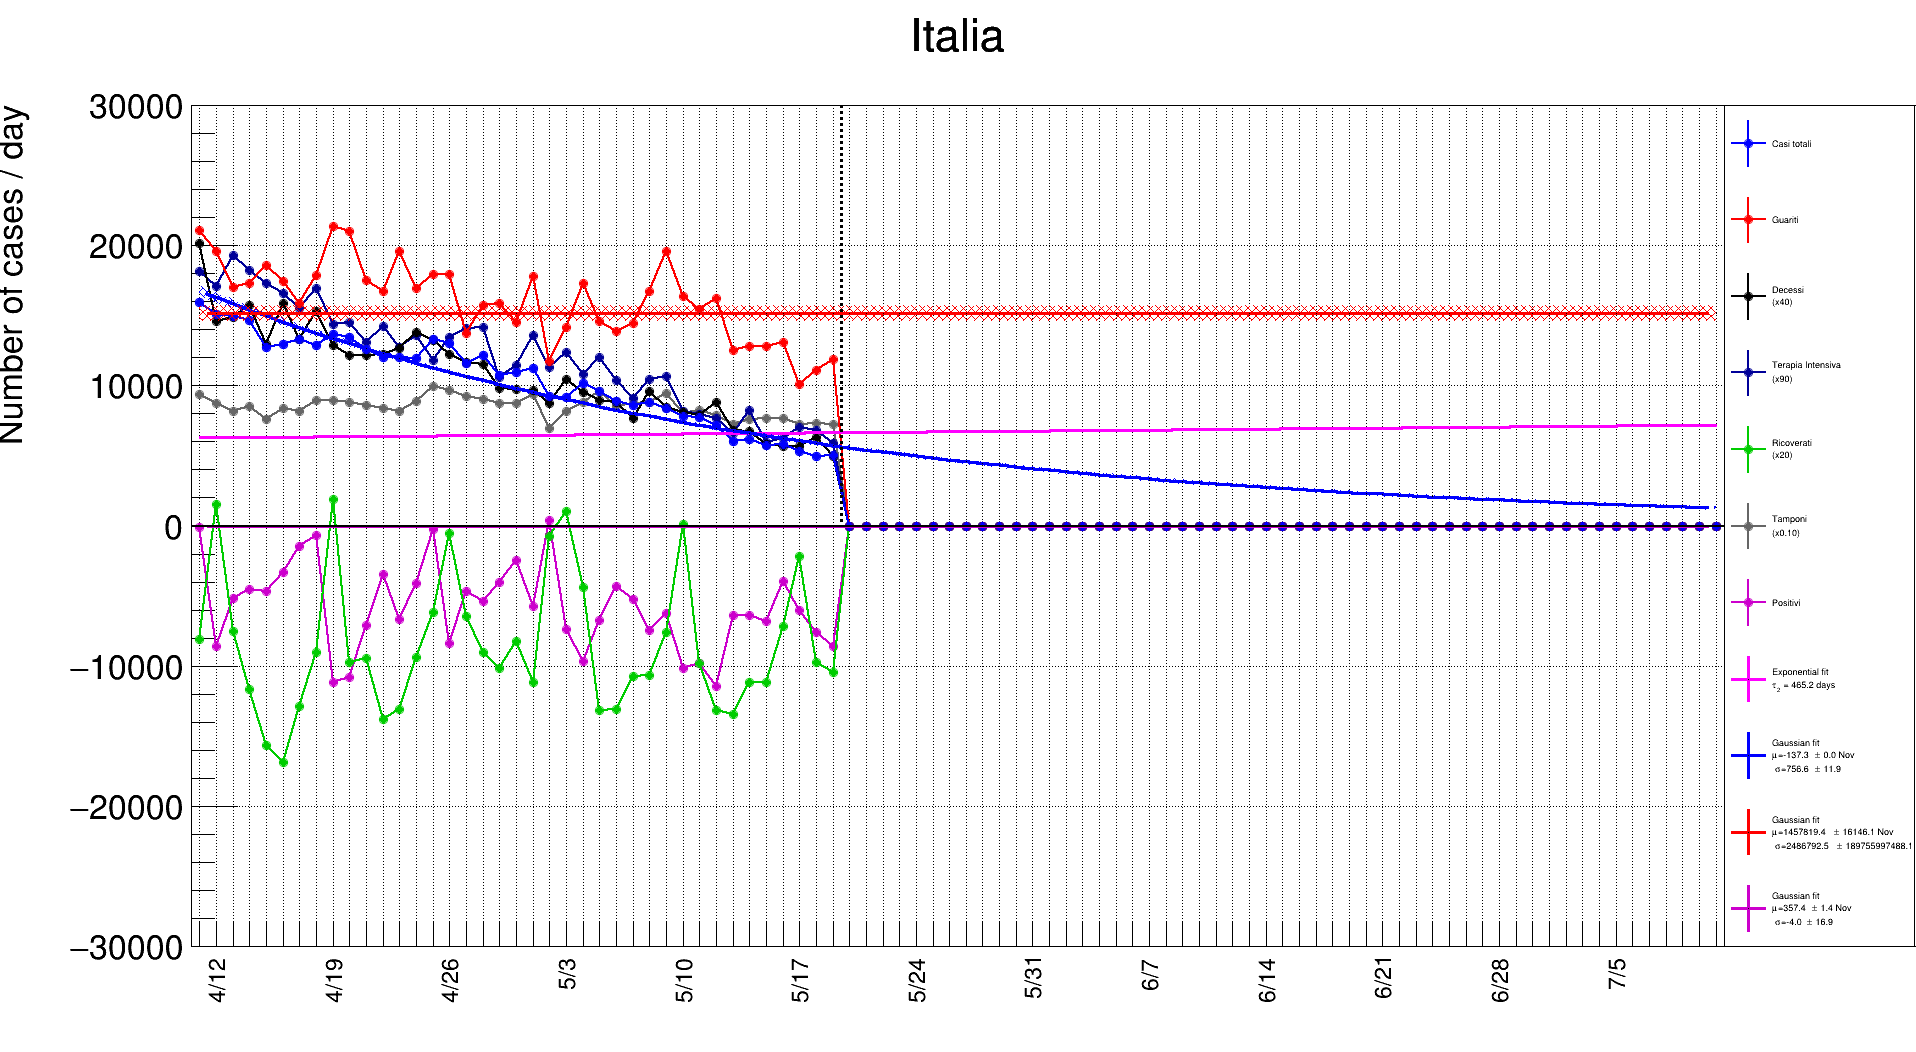 Italia
Number of cases / day
30000
20000
10000
0
−10000
−20000
−30000
4/12
4/19
4/26
5/3
5/10
5/17
5/24
5/31
6/7
6/14
6/21
6/28
7/5
Casi totali
Guariti
Decessi
(x40)
Terapia Intensiva
(x90)
Ricoverati
(x20)
Tamponi
(x0.10)
Positivi
Exponential fit
τ2 = 465.2 days
Gaussian fit
μ=-137.3 ± 0.0 Nov
σ=756.6 ± 11.9
Gaussian fit
μ=1457819.4 ± 16146.1 Nov
σ=2486792.5 ± 189755997488.1
Gaussian fit
μ=357.4 ± 1.4 Nov
σ=-4.0 ± 16.9